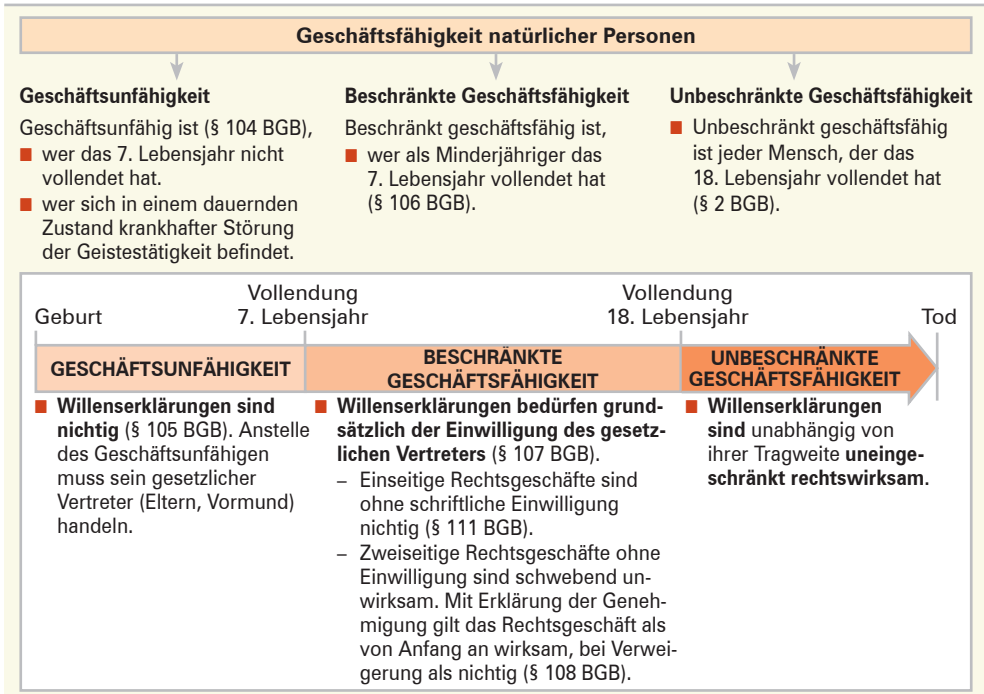 Geschäftsfähigkeit natürlicher Personen
Geschäftsunfähigkeit
Geschäftsunfähig ist (§ 104 BGB),
■ wer das 7. Lebensjahr nicht
vollendet hat.
■ wer sich in einem dauernden
Zustand krankhafter Störung
der Geistestätigkeit befindet.
Beschränkte Geschäftsfähigkeit
Beschränkt geschäftsfähig ist,
■ wer als Minderjähriger das
7. Lebensjahr vollendet hat
(§ 106 BGB).
Unbeschränkte Geschäftsfähigkeit
■ Unbeschränkt geschäftsfähig
ist jeder Mensch, der das
18. Lebensjahr vollendet hat
(§ 2 BGB).
Geburt
Vollendung
7. Lebensjahr
Vollendung
18. Lebensjahr
Tod
GESCHÄFTSUNFÄHIGKEIT
BESCHRÄNKTE
GESCHÄFTSFÄHIGKEIT
UNBESCHRÄNKTE
GESCHÄFTSFÄHIGKEIT
■ Willenserklärungen sind
nichtig (§ 105 BGB). Anstelle
des Geschäftsunfähigen
muss sein gesetzlicher
Vertreter (Eltern, Vormund)
handeln.
■ Willenserklärungen bedürfen grund-
sätzlich der Einwilligung des gesetz-
lichen Vertreters (§ 107 BGB).
– Einseitige Rechtsgeschäfte sind
ohne schriftliche Einwilligung
nichtig (§ 111 BGB).
– Zweiseitige Rechtsgeschäfte ohne
Einwilligung sind schwebend un-
wirksam. Mit Erklärung der Geneh-
migung gilt das Rechtsgeschäft als
von Anfang an wirksam, bei Verwei-
gerung als nichtig (§ 108 BGB).
■ Willenserklärungen
sind unabhängig von
ihrer Tragweite uneinge-
schränkt rechtswirksam.